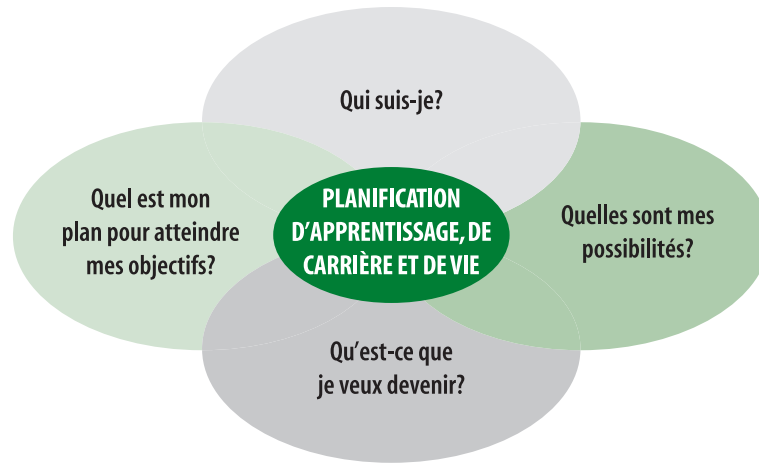 Qui suis-je?
Quel est mon
plan pour atteindre
mes objectifs?
PLANIFICATION
D’APPRENTISSAGE, DE
CARRIÈRE ET DE VIE
Quelles sont mes
possibilités?
Qu’est-ce que
je veux devenir?